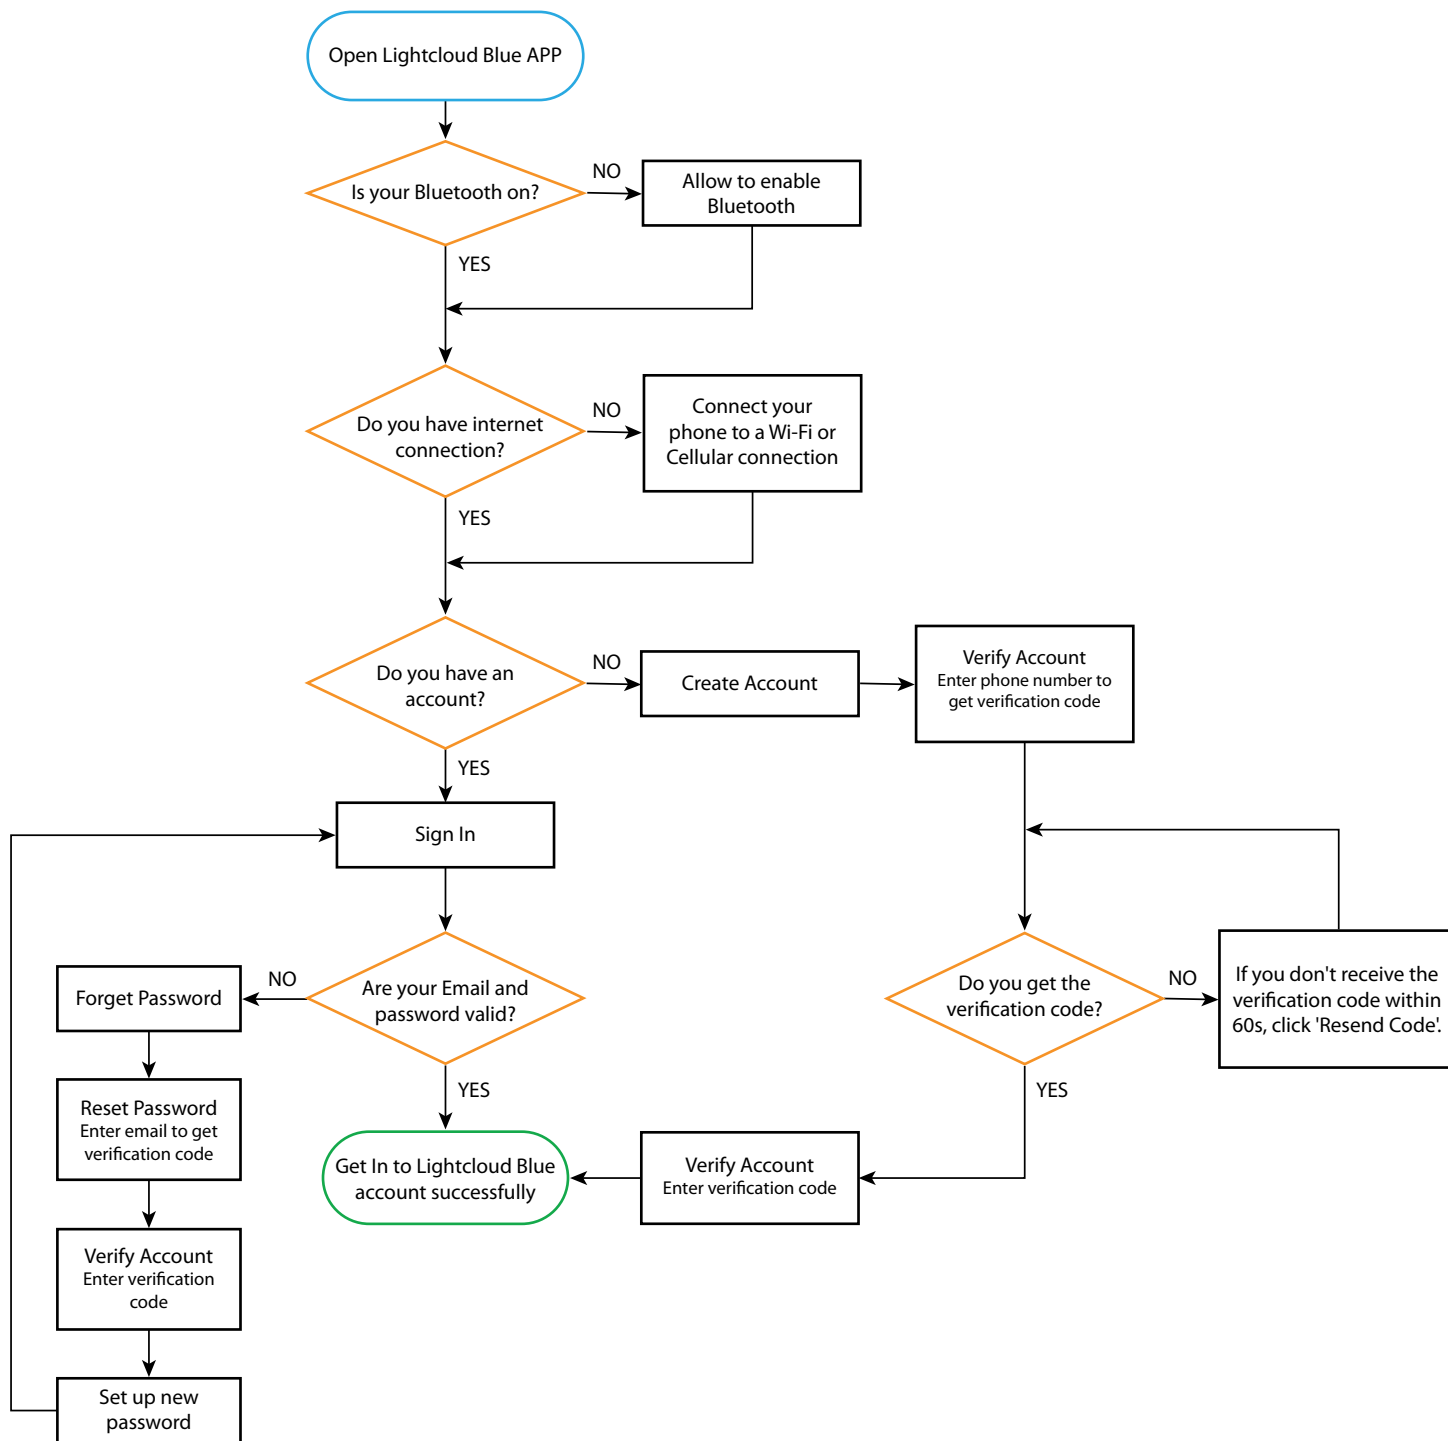 Open Lightcloud Blue APP
Is your Bluetooth on?
NO
Allow to enable
Bluetooth
YES
Do you have internet
connection?
NO
Connect your
phone to a Wi-Fi or
Cellular connection
YES
Do you have an
account?
NO
Create Account
Verify Account
Enter phone number to
get verification code
YES
Sign In
Are your Email and
password valid?
NO
Forget Password
Do you get the
verification code?
NO
If you don't receive the
verification code within
60s, click 'Resend Code'.
YES
YES
Reset Password
Enter email to get
verification code
Get In to Lightcloud Blue
account successfully
Verify Account
Enter verification code
Verify Account
Enter verification
code
Set up new
password